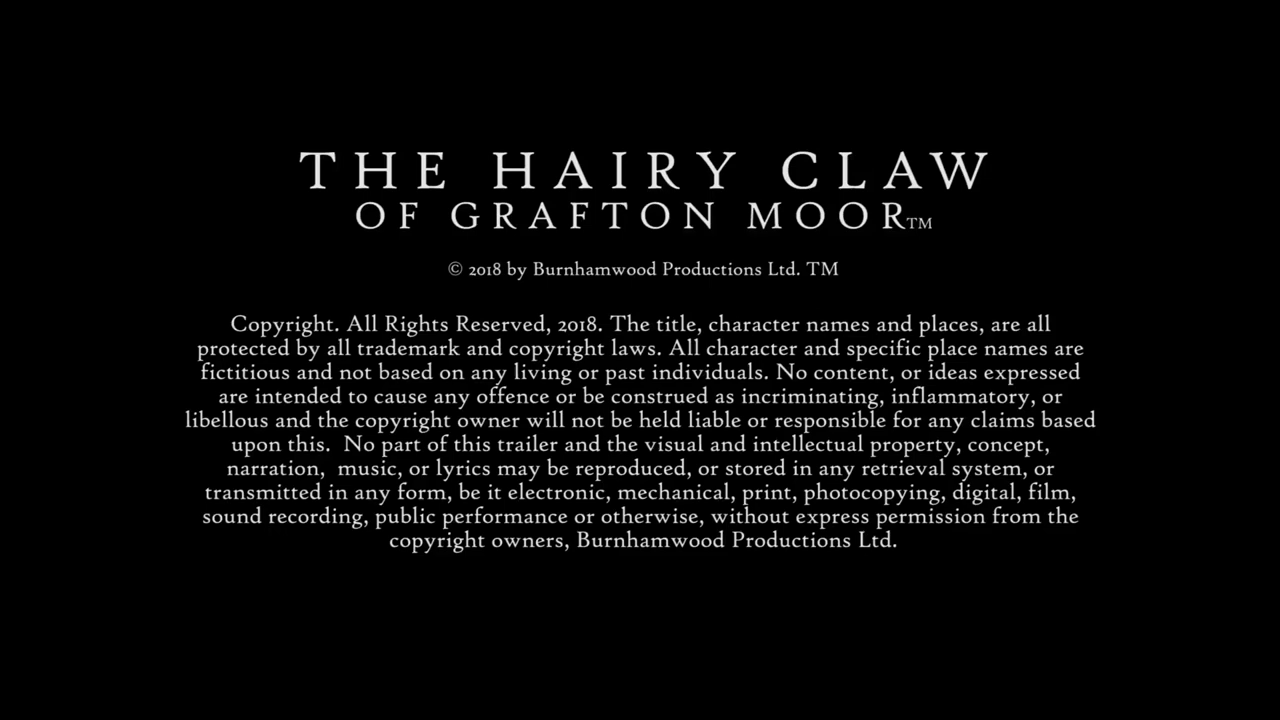 THE HAIRY CLAW
OF GRAFTON MOOR™
© 2018 by Burnhamwood Productions Ltd. TM
Copyright. All Rights Reserved, 2018. The title, character names and places, are all
protected by all trademark and copyright laws. All character and specific place names are
fictitious and not based on any living or past individuals. No content, or ideas expressed
are intended to cause any offence or be construed as incriminating, inflammatory, or
libellous and the copyright owner will not be held liable or responsible for any claims based
upon this.  No part of this trailer and the visual and intellectual property, concept,
narration,  music, or lyrics may be reproduced, or stored in any retrieval system, or
transmitted in any form, be it electronic, mechanical, print, photocopying, digital, film,
sound recording, public performance or otherwise, without express permission from the
copyright owners, Burnhamwood Productions Ltd.